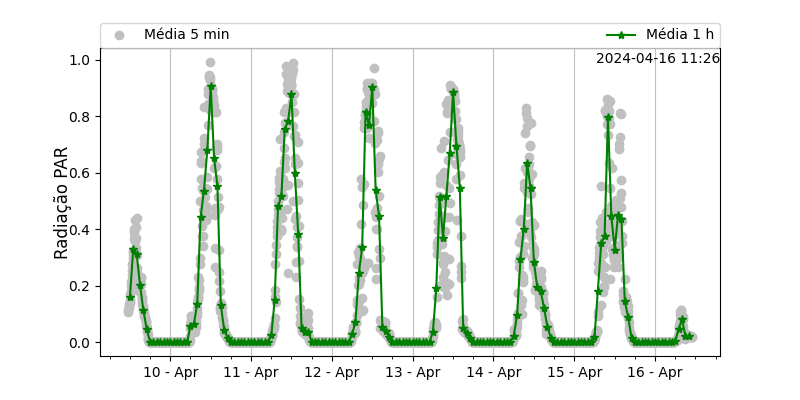 Média 5 min
Média 1 h
2024-04-16 11:26
Radiação PAR
1.0
0.8
0.6
0.4
0.2
0.0
10 - Apr
11 - Apr
12 - Apr
13 - Apr
14 - Apr
15 - Apr
16 - Apr